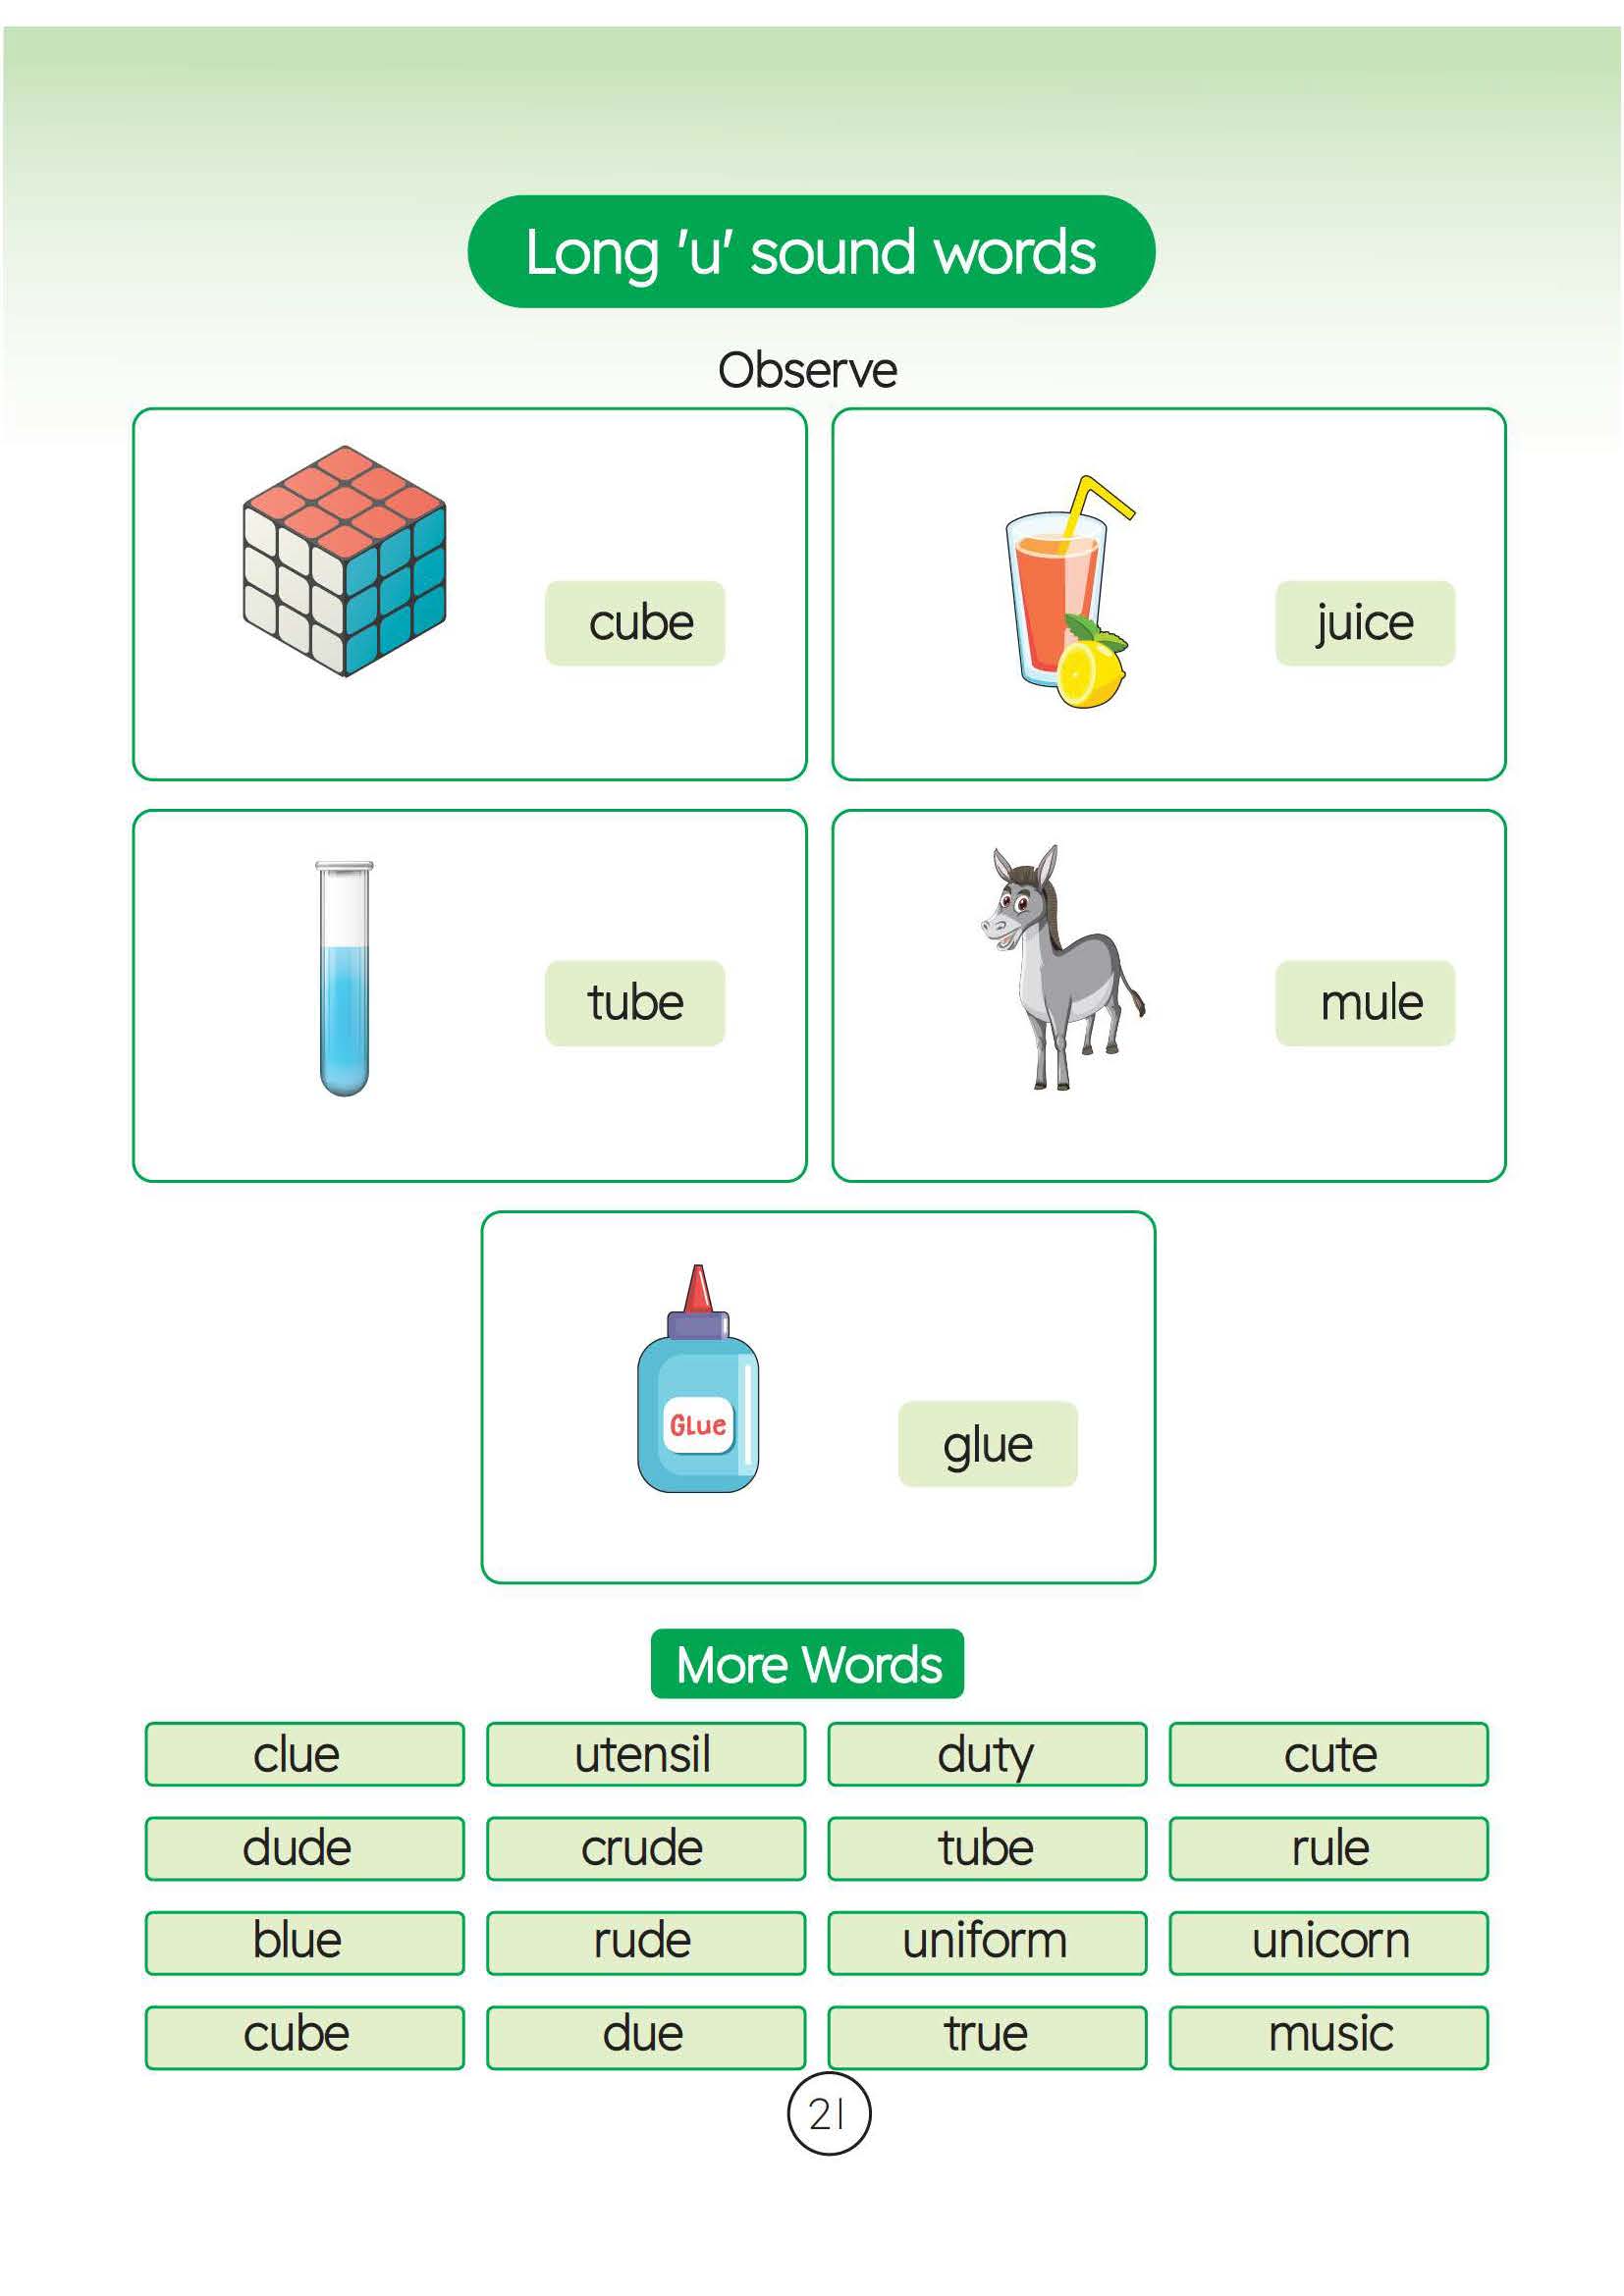 Long 'u' sound words
Observe
cube
juice
tube
mule
Glue
glue
More Words
clue utensil duty cute
dude crude tube rule
blue rude uniform unicorn
cube due true music
21